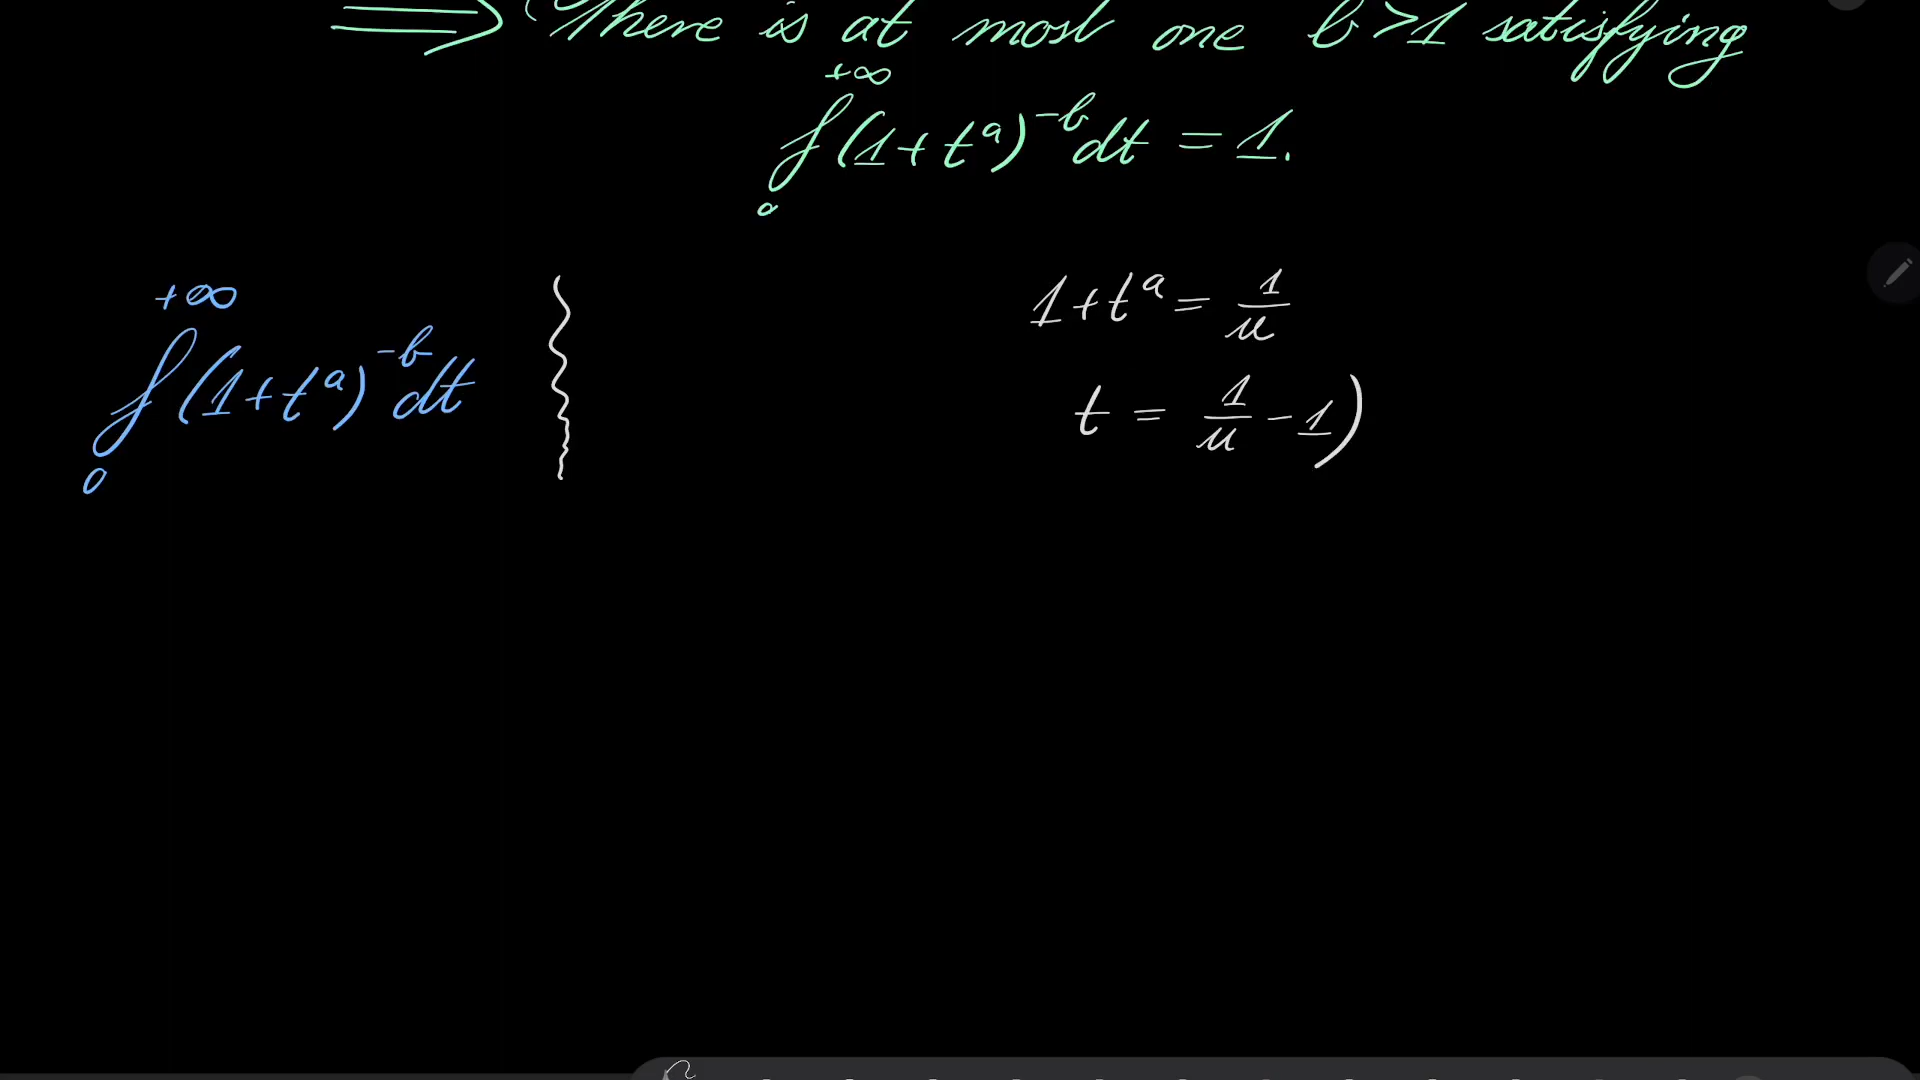 ⟹ There is at most one b>1 satisfying
∫₀^{+∞} (1+t^a)^{-b} dt = 1.
∫₀^{+∞} (1+t^a)^{-b} dt
1+t^a = 1/u
t = 1/u - 1)